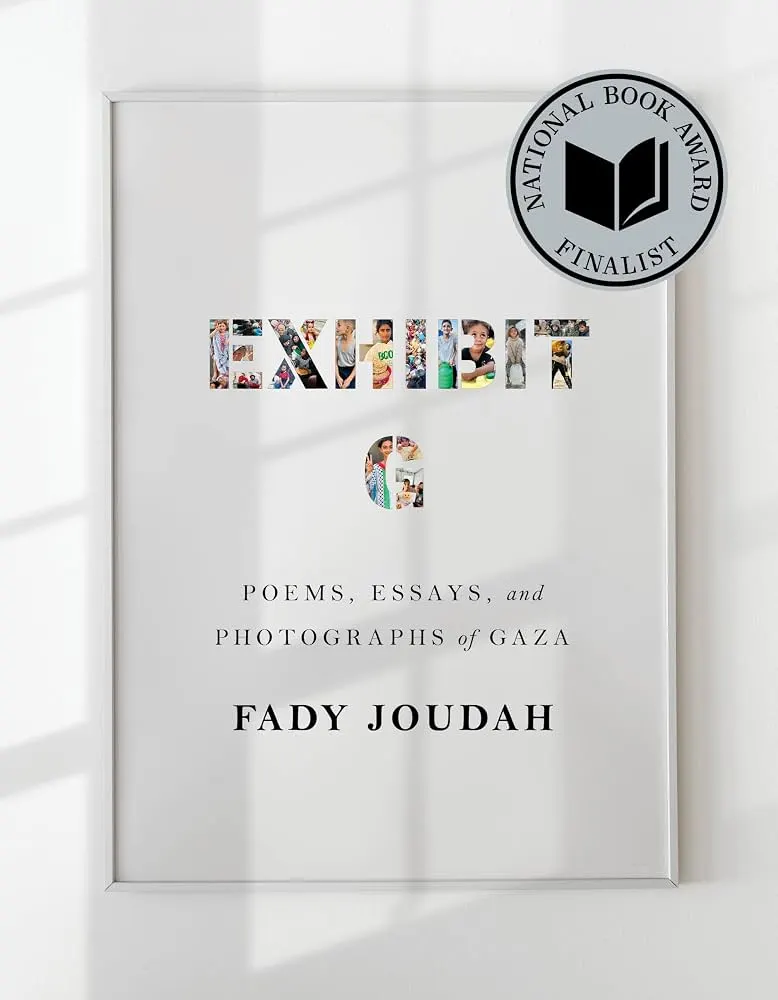 NATIONAL BOOK AWARD
FINALIST
EXHIBIT
G
POEMS, ESSAYS, and
PHOTOGRAPHS of GAZA
FADY JOUDAH